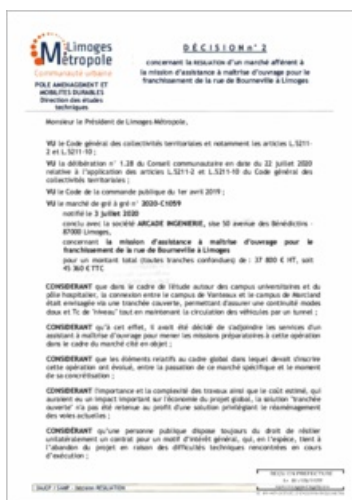 Limoges
Métropole
Communauté urbaine
POLE AMENAGEMENT ET
MOBILITES DURABLES
Direction des études
techniques
DÉCISION n° 2
concernant la RESILIATION d'un marché afférent à
la mission d'assistance à maîtrise d'ouvrage pour le
franchissement de la rue de Bourneville à Limoges
Monsieur le Président de Limoges Métropole,
VU le Code général des collectivités territoriales et notamment les articles L.5211-
2 et L.5211-10 ;
VU la délibération n° 1.28 du Conseil communautaire en date du 22 juillet 2020
relative à l'application des articles L.5211-2 et L.5211-10 du Code général des
collectivités territoriales ;
VU le Code de la commande publique du 1er avril 2019 ;
VU le marché de gré à gré n° 2020-C1059
notifié le 3 juillet 2020
conclu avec la société ARCADE INGENIERIE, sise 50 avenue des Bénédictins -
87000 Limoges,
concernant la mission d'assistance à maîtrise d'ouvrage pour le
franchissement de la rue de Bourneville à Limoges
pour un montant total (toutes tranches confondues) de : 37 800 € HT, soit
45 360 € TTC
CONSIDÉRANT que dans le cadre de l'étude autour des campus universitaires et du
pôle hospitalier, la connexion entre le campus de Vanteaux et le campus de Marcland
était envisagée via une tranchée couverte, permettant d'assurer une continuité modes
doux et Tc de "niveau" tout en maintenant la circulation des véhicules par un tunnel ;
CONSIDÉRANT qu'à cet effet, il avait été décidé de s'adjoindre les services d'un
assistant à maîtrise d'ouvrage pour mener les missions préparatoires à cette opération
dans le cadre du marché cité en objet ;
CONSIDÉRANT que les éléments relatifs au cadre global dans lequel devait s'inscrire
cette opération ont évolué, entre la passation de ce marché spécifique et le moment
de sa concrétisation ;
CONSIDÉRANT l'importance et la complexité des travaux ainsi que le coût estimé, qui
auraient eu un impact important sur l'économie du projet global, la solution "tranchée
ouverte" n'a pas été retenue au profit d'une solution privilégiant le réaménagement
des voies actuelles ;
CONSIDÉRANT qu'une personne publique dispose toujours du droit de résilier
unilatéralement un contrat pour un motif d'intérêt général, qui, en l'espèce, tient à
l'abandon du projet en raison des difficultés techniques rencontrées en cours
d'exécution ;
DAJCP / SAMP Décision RESILIATION